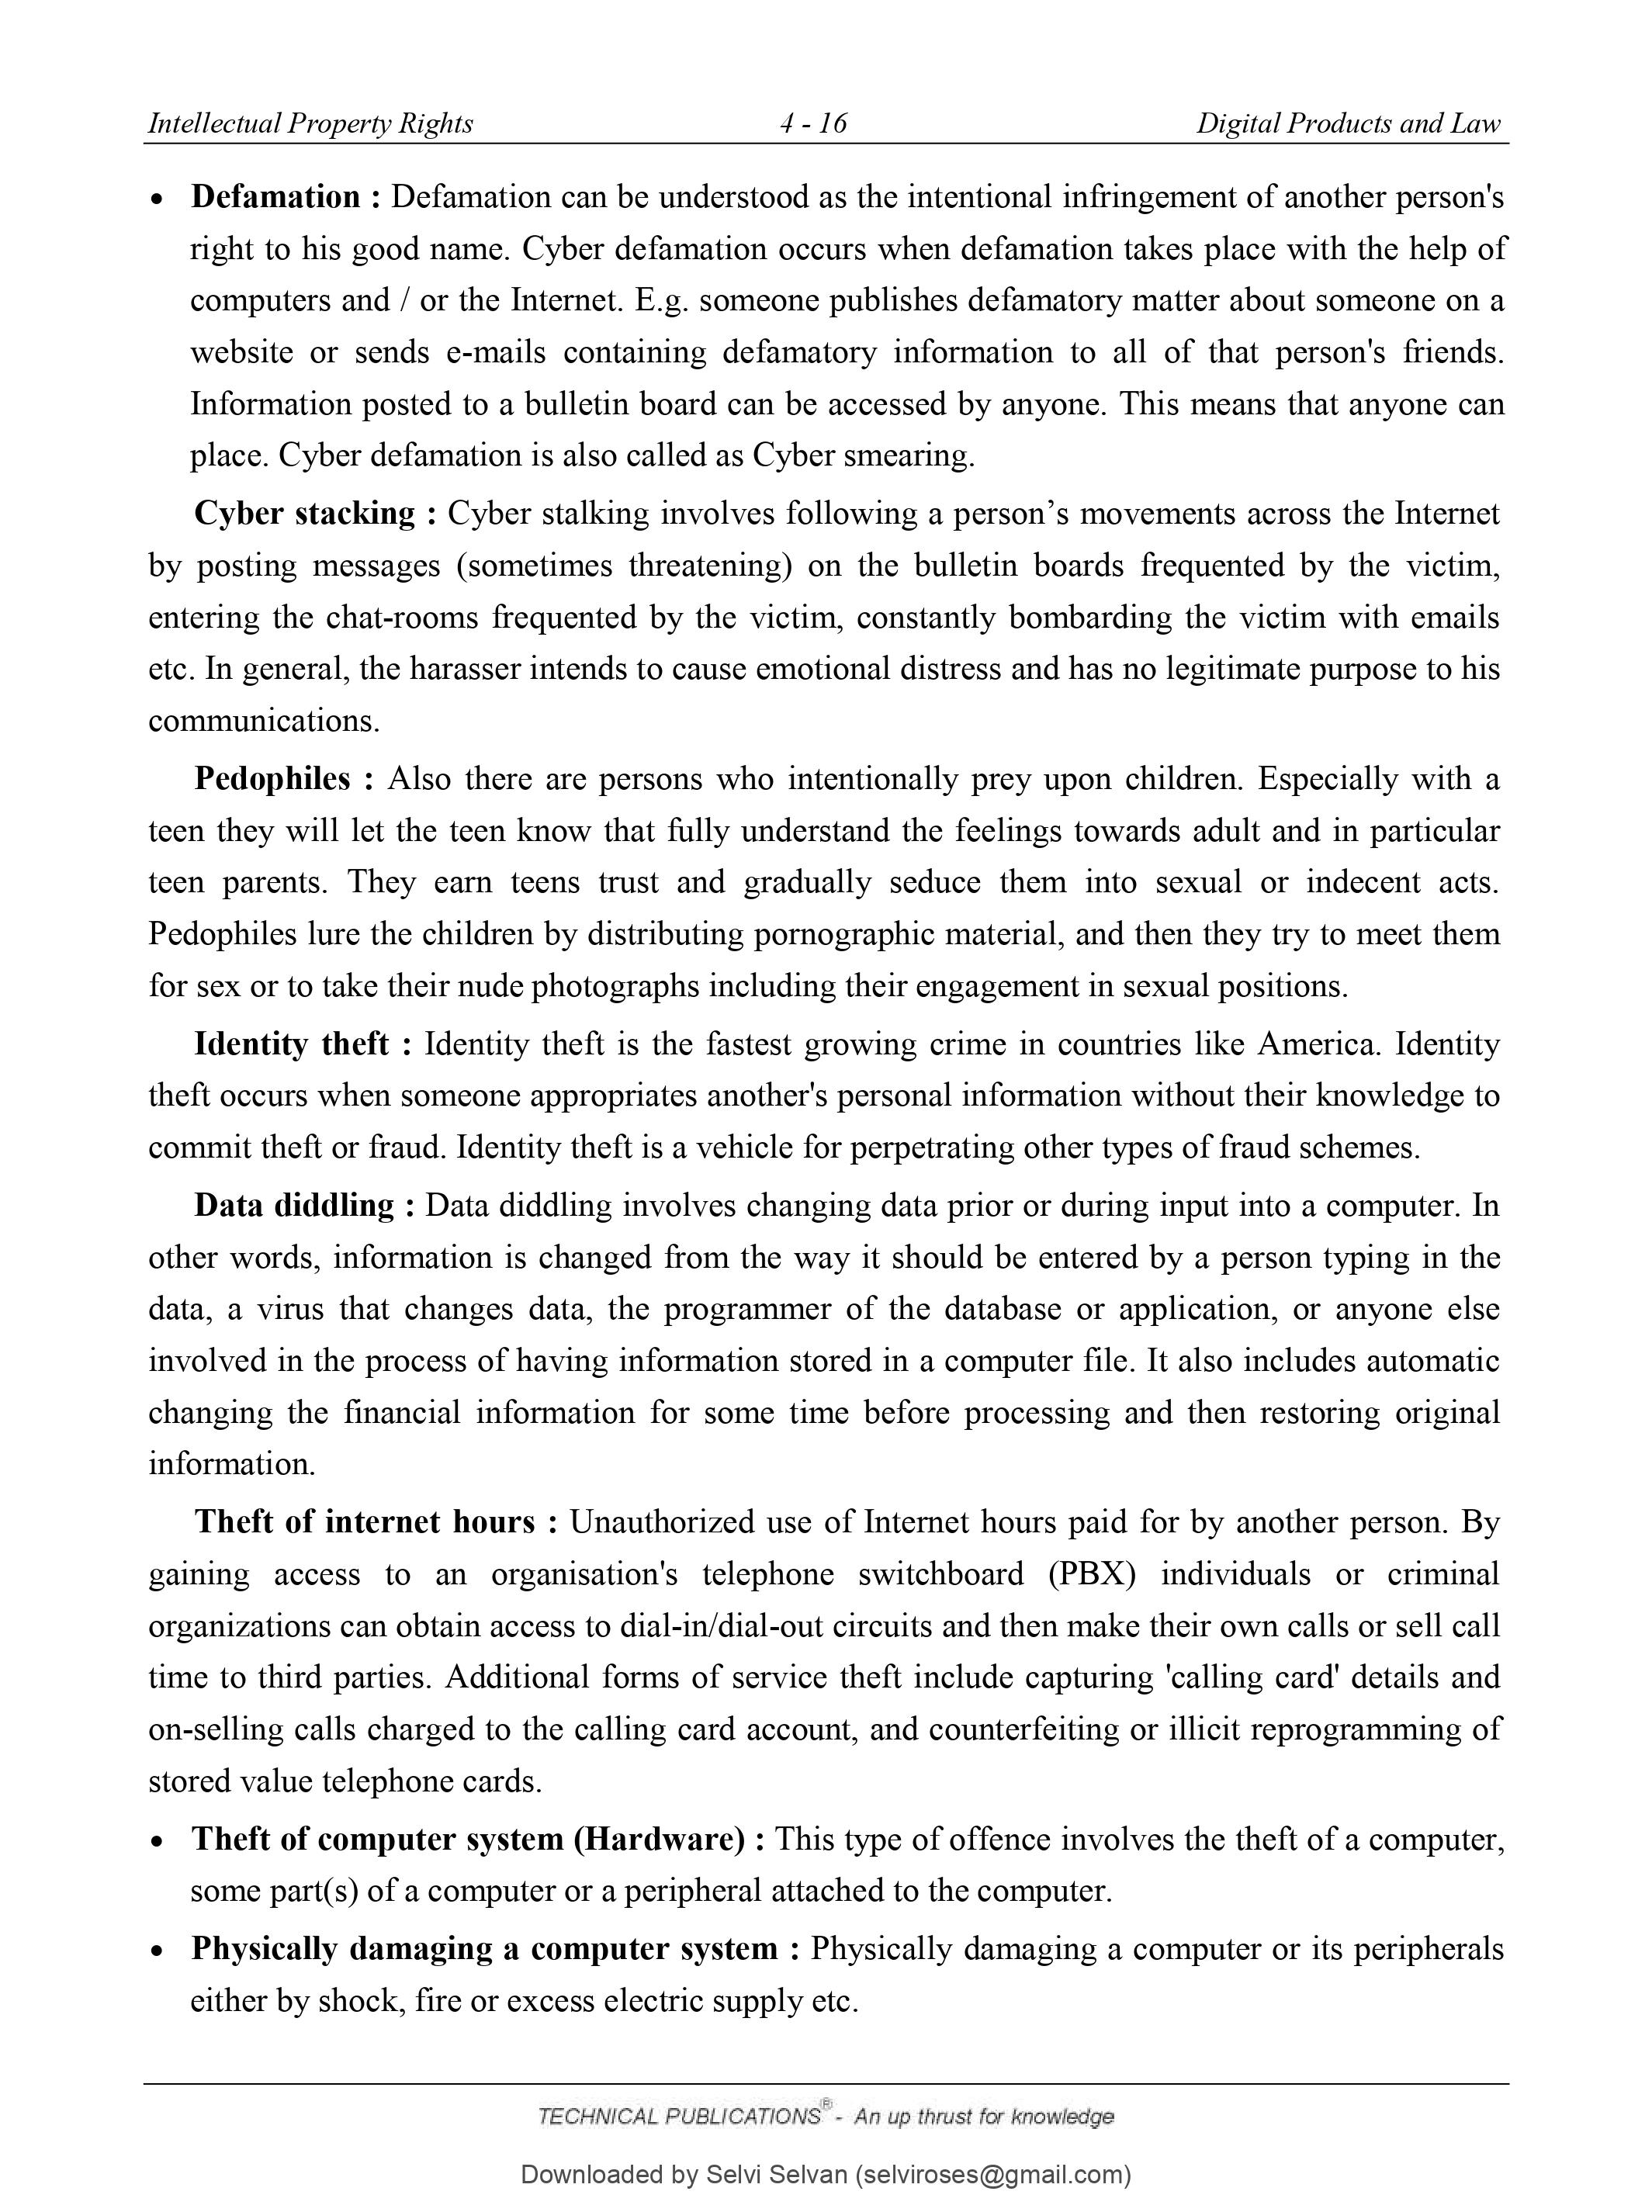 Intellectual Property Rights 4 - 16 Digital Products and Law
• Defamation : Defamation can be understood as the intentional infringement of another person's
right to his good name. Cyber defamation occurs when defamation takes place with the help of
computers and / or the Internet. E.g. someone publishes defamatory matter about someone on a
website or sends e-mails containing defamatory information to all of that person's friends.
Information posted to a bulletin board can be accessed by anyone. This means that anyone can
place. Cyber defamation is also called as Cyber smearing.
Cyber stacking : Cyber stalking involves following a person’s movements across the Internet
by posting messages (sometimes threatening) on the bulletin boards frequented by the victim,
entering the chat-rooms frequented by the victim, constantly bombarding the victim with emails
etc. In general, the harasser intends to cause emotional distress and has no legitimate purpose to his
communications.
Pedophiles : Also there are persons who intentionally prey upon children. Especially with a
teen they will let the teen know that fully understand the feelings towards adult and in particular
teen parents. They earn teens trust and gradually seduce them into sexual or indecent acts.
Pedophiles lure the children by distributing pornographic material, and then they try to meet them
for sex or to take their nude photographs including their engagement in sexual positions.
Identity theft : Identity theft is the fastest growing crime in countries like America. Identity
theft occurs when someone appropriates another's personal information without their knowledge to
commit theft or fraud. Identity theft is a vehicle for perpetrating other types of fraud schemes.
Data diddling : Data diddling involves changing data prior or during input into a computer. In
other words, information is changed from the way it should be entered by a person typing in the
data, a virus that changes data, the programmer of the database or application, or anyone else
involved in the process of having information stored in a computer file. It also includes automatic
changing the financial information for some time before processing and then restoring original
information.
Theft of internet hours : Unauthorized use of Internet hours paid for by another person. By
gaining access to an organisation's telephone switchboard (PBX) individuals or criminal
organizations can obtain access to dial-in/dial-out circuits and then make their own calls or sell call
time to third parties. Additional forms of service theft include capturing 'calling card' details and
on-selling calls charged to the calling card account, and counterfeiting or illicit reprogramming of
stored value telephone cards.
• Theft of computer system (Hardware) : This type of offence involves the theft of a computer,
some part(s) of a computer or a peripheral attached to the computer.
• Physically damaging a computer system : Physically damaging a computer or its peripherals
either by shock, fire or excess electric supply etc.
TECHNICAL PUBLICATIONS® - An up thrust for knowledge
Downloaded by Selvi Selvan (selviroses@gmail.com)